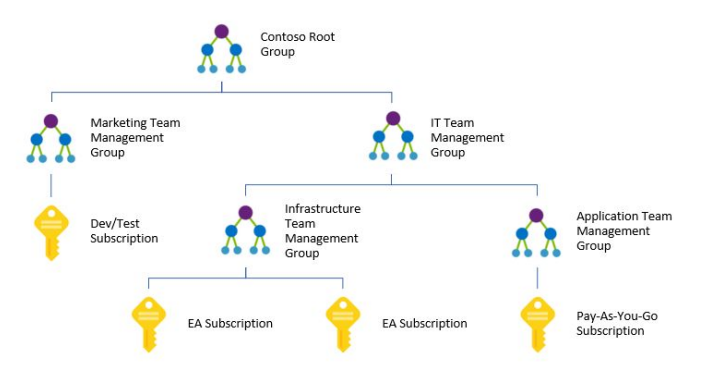 Contoso Root
Group
Marketing Team
Management
Group
IT Team
Management
Group
Dev/Test
Subscription
Infrastructure
Team
Management
Group
Application Team
Management
Group
EA Subscription
EA Subscription
Pay-As-You-Go
Subscription